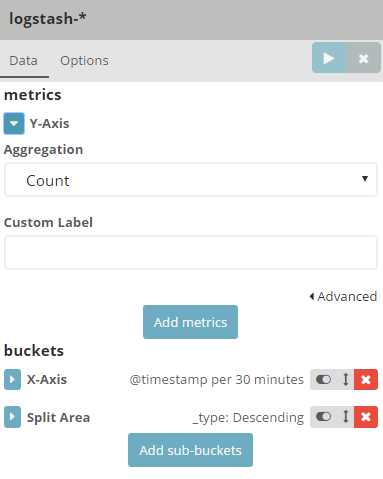 logstash-*
Data Options
metrics
Y-Axis
Aggregation
Count
Custom Label
Advanced
Add metrics
buckets
X-Axis @timestamp per 30 minutes
Split Area _type: Descending
Add sub-buckets